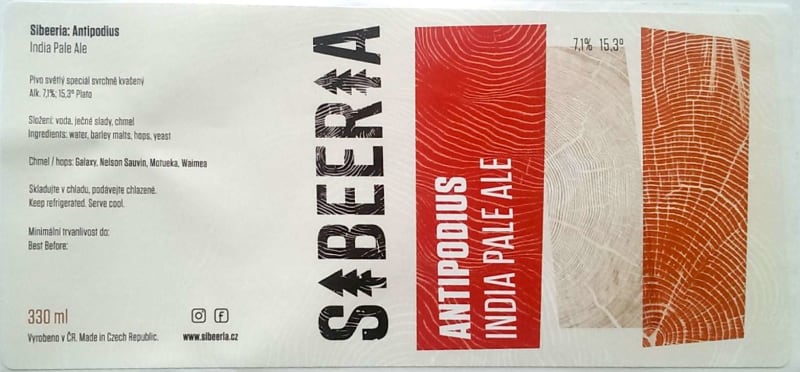 Sibeeria: Antipodius
India Pale Ale
Pivo světlý speciál svrchně kvašený
Alk. 7,1%; 15,3° Plato
Složení: voda, ječné slady, chmel
Ingredients: water, barley malts, hops, yeast
Chmel / hops: Galaxy, Nelson Sauvin, Motueka, Waimea
Skladujte v chladu, podávejte chlazené.
Keep refrigerated. Serve cool.
Minimální trvanlivost do:
Best Before:
330 ml
Vyrobeno v ČR. Made in Czech Republic.
www.sibeeria.cz
SIBEERIA
ANTIPODIUS
INDIA PALE ALE
7,1% 15,3°